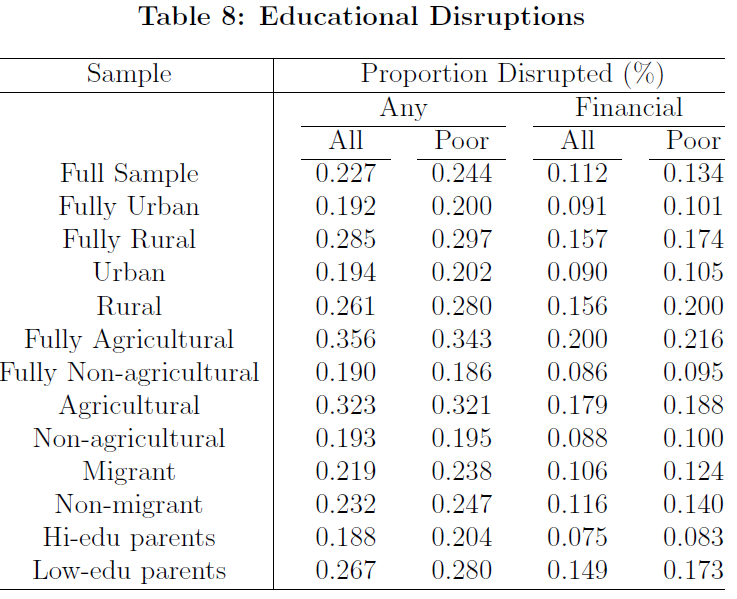 Table 8: Educational Disruptions
Sample Proportion Disrupted (%)
Any Financial
All Poor All Poor
Full Sample 0.227 0.244 0.112 0.134
Fully Urban 0.192 0.200 0.091 0.101
Fully Rural 0.285 0.297 0.157 0.174
Urban 0.194 0.202 0.090 0.105
Rural 0.261 0.280 0.156 0.200
Fully Agricultural 0.356 0.343 0.200 0.216
Fully Non-agricultural 0.190 0.186 0.086 0.095
Agricultural 0.323 0.321 0.179 0.188
Non-agricultural 0.193 0.195 0.088 0.100
Migrant 0.219 0.238 0.106 0.124
Non-migrant 0.232 0.247 0.116 0.140
Hi-edu parents 0.188 0.204 0.075 0.083
Low-edu parents 0.267 0.280 0.149 0.173